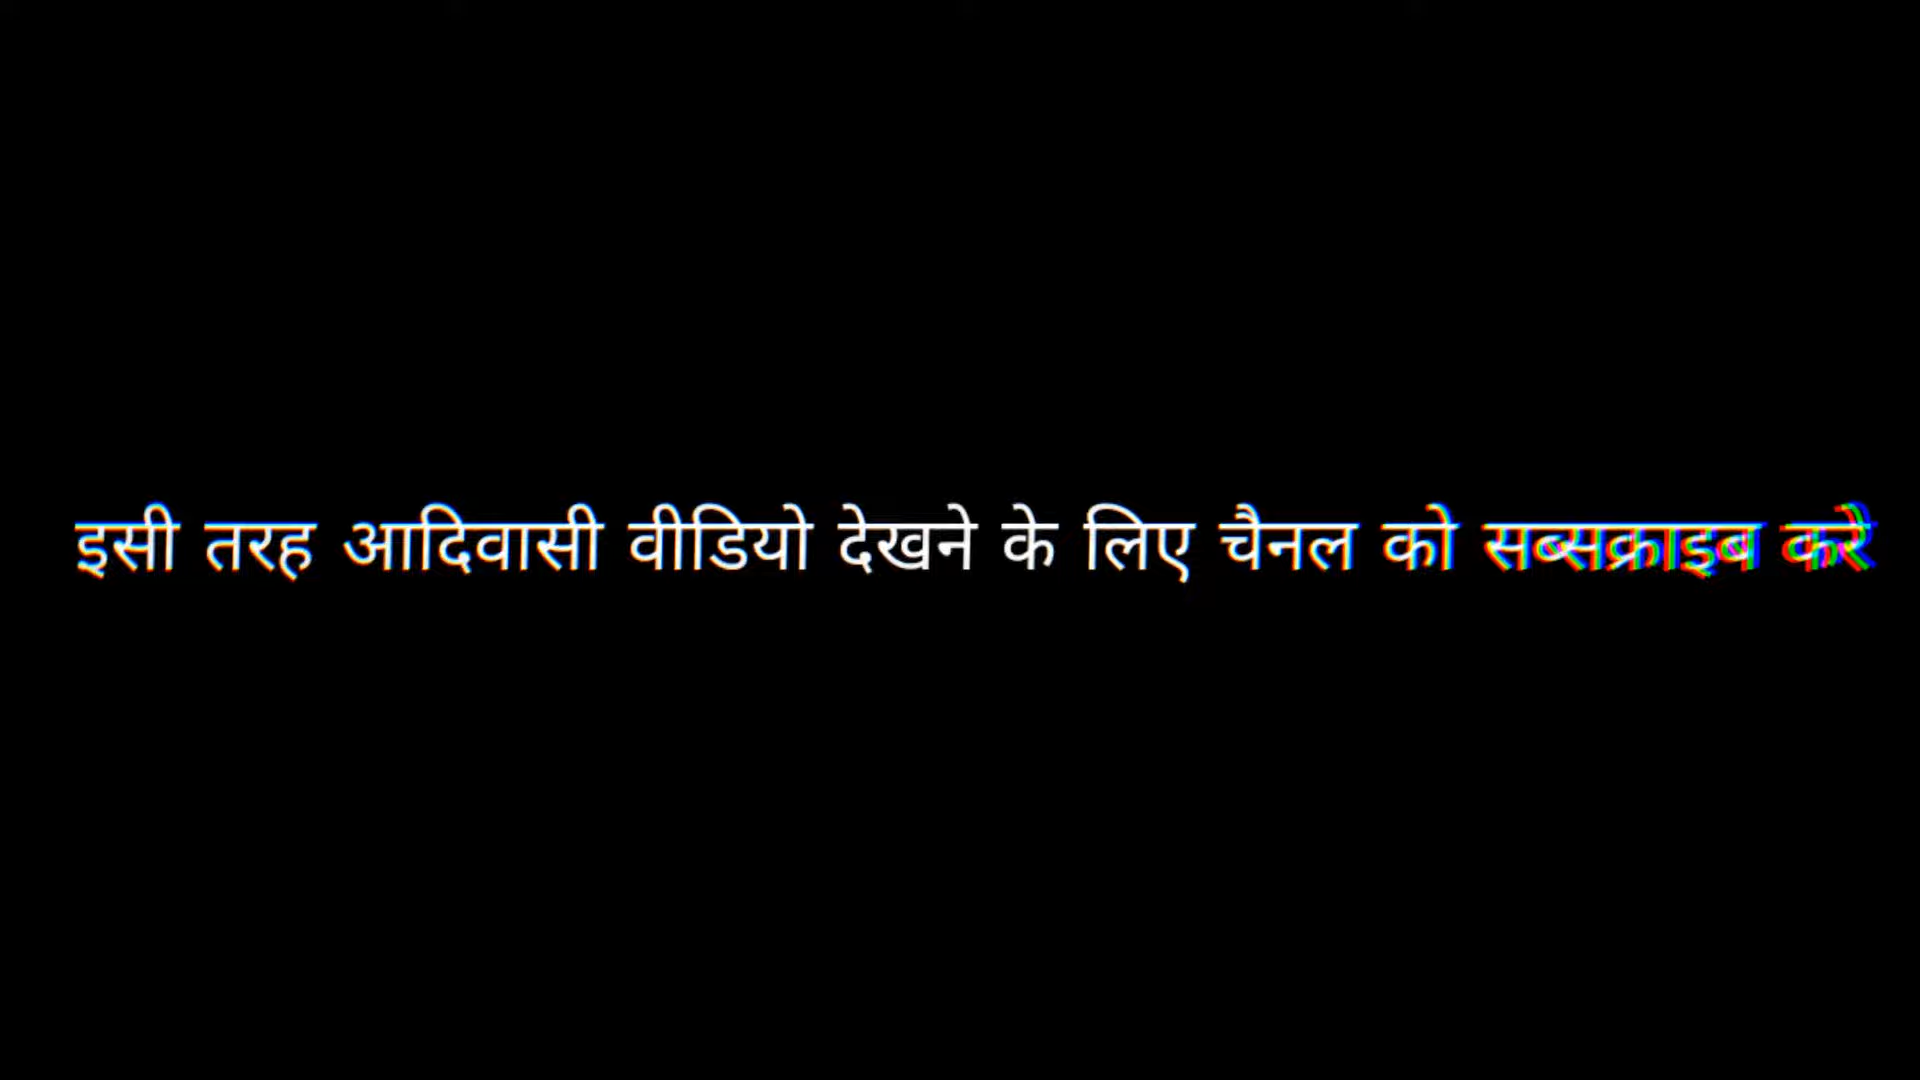 इसी तरह आदिवासी वीडियो देखने के लिए चैनल को सब्सक्राइब करे